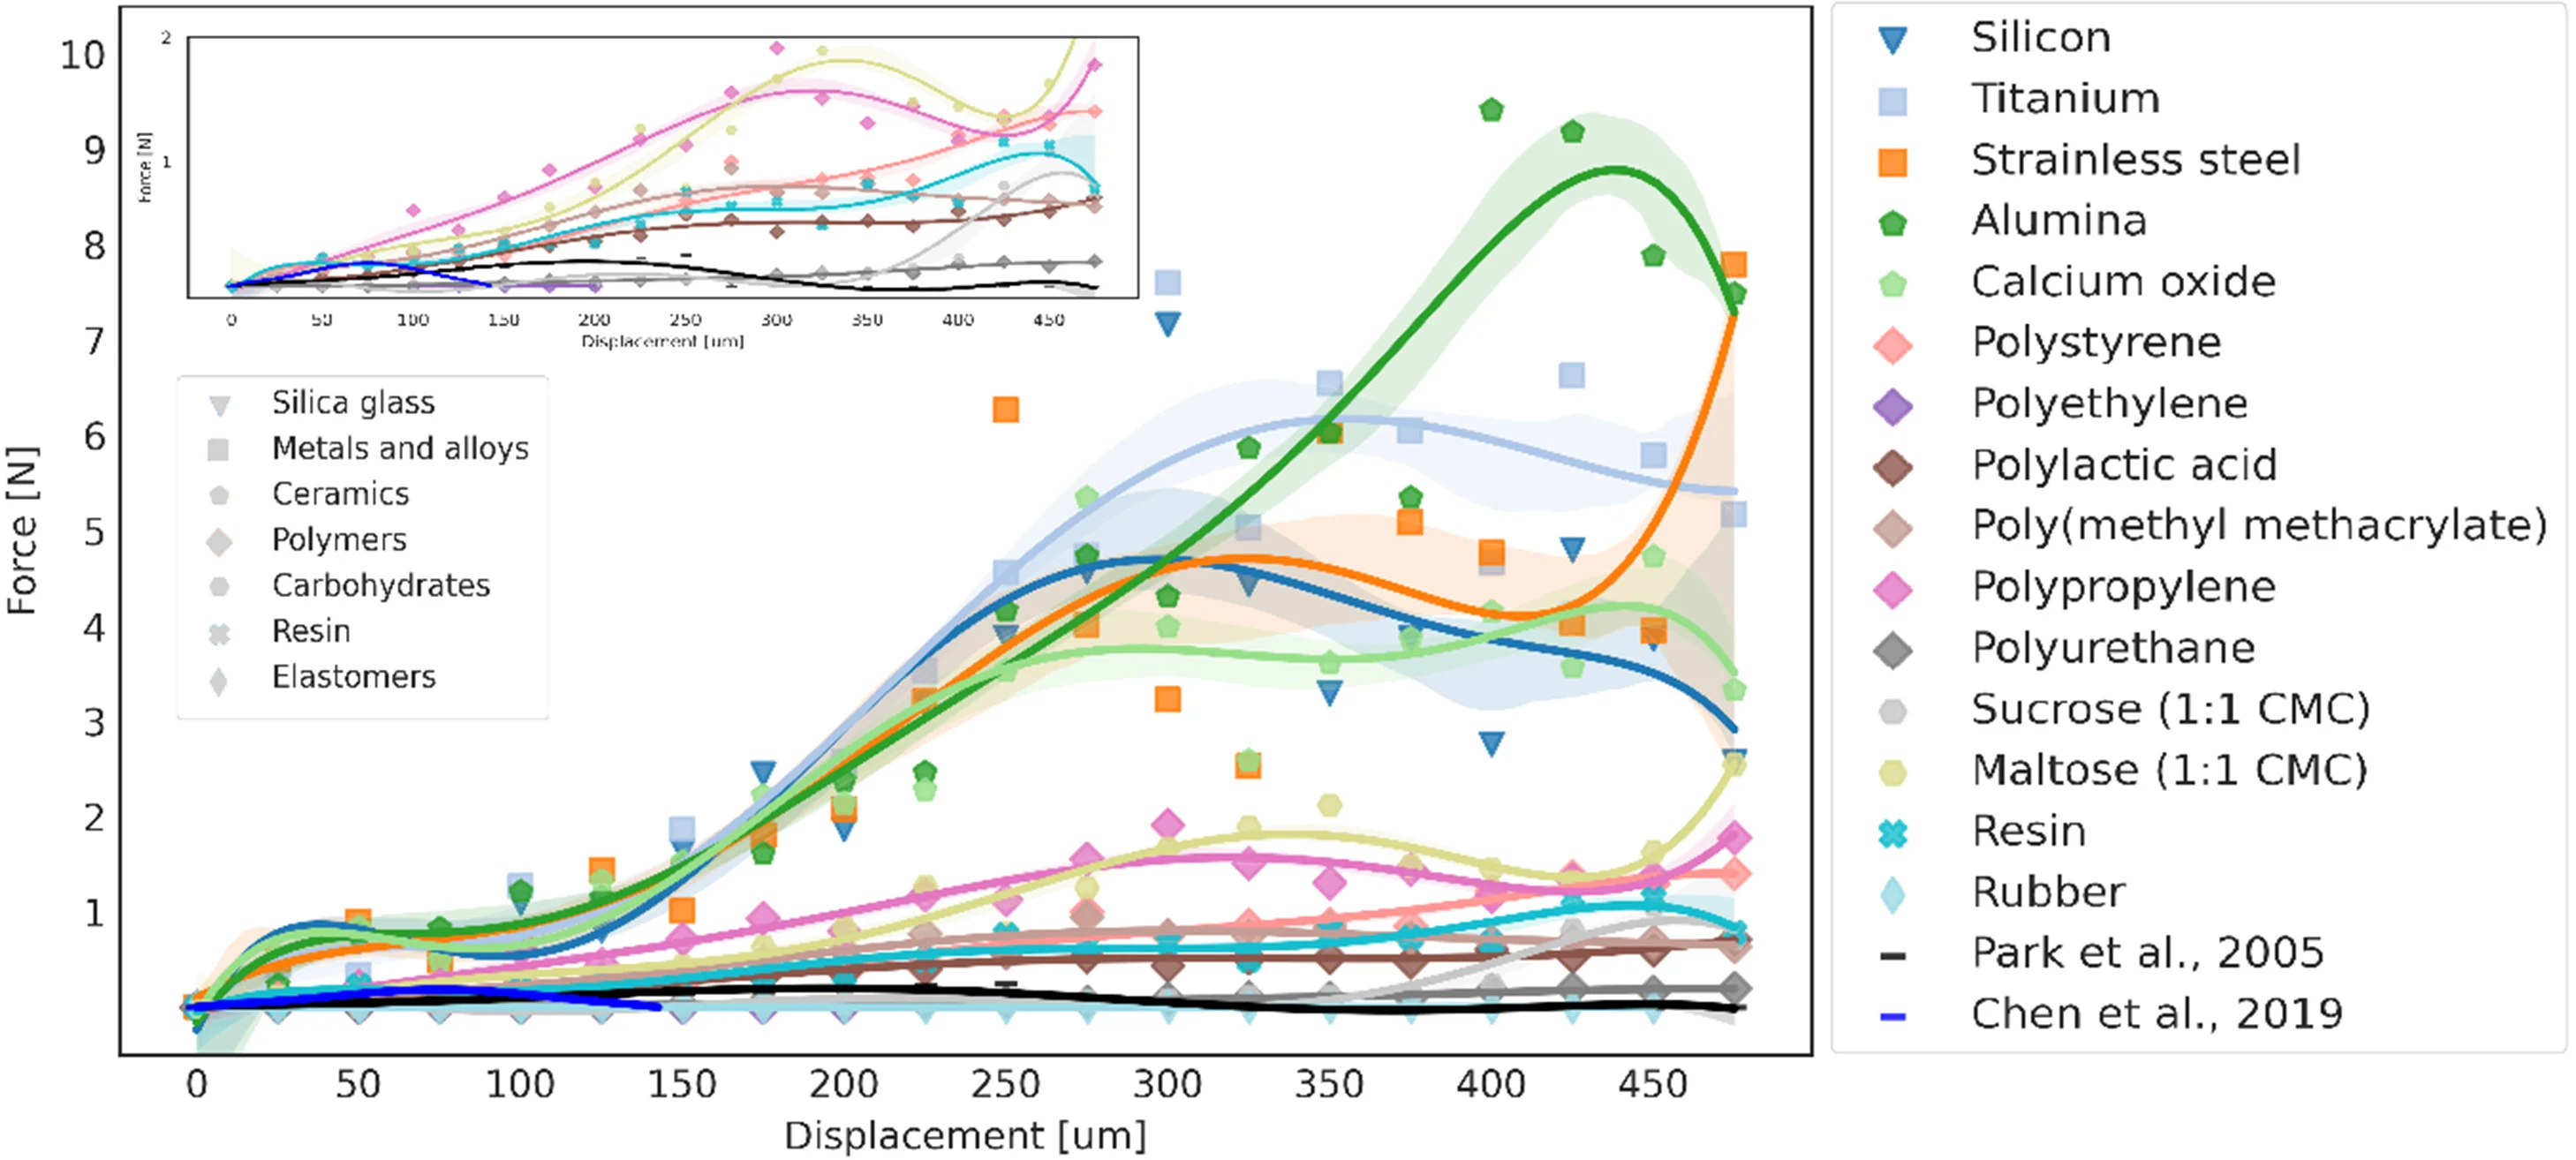 10
9
8
7
6
5
4
3
2
1
Force [N]
0 50 100 150 200 250 300 350 400 450
Displacement [um]
2
1
Force [N]
0 50 100 150 200 250 300 350 400 450
Displacement [um]
Silica glass
Metals and alloys
Ceramics
Polymers
Carbohydrates
Resin
Elastomers
Silicon
Titanium
Strainless steel
Alumina
Calcium oxide
Polystyrene
Polyethylene
Polylactic acid
Poly(methyl methacrylate)
Polypropylene
Polyurethane
Sucrose (1:1 CMC)
Maltose (1:1 CMC)
Resin
Rubber
Park et al., 2005
Chen et al., 2019